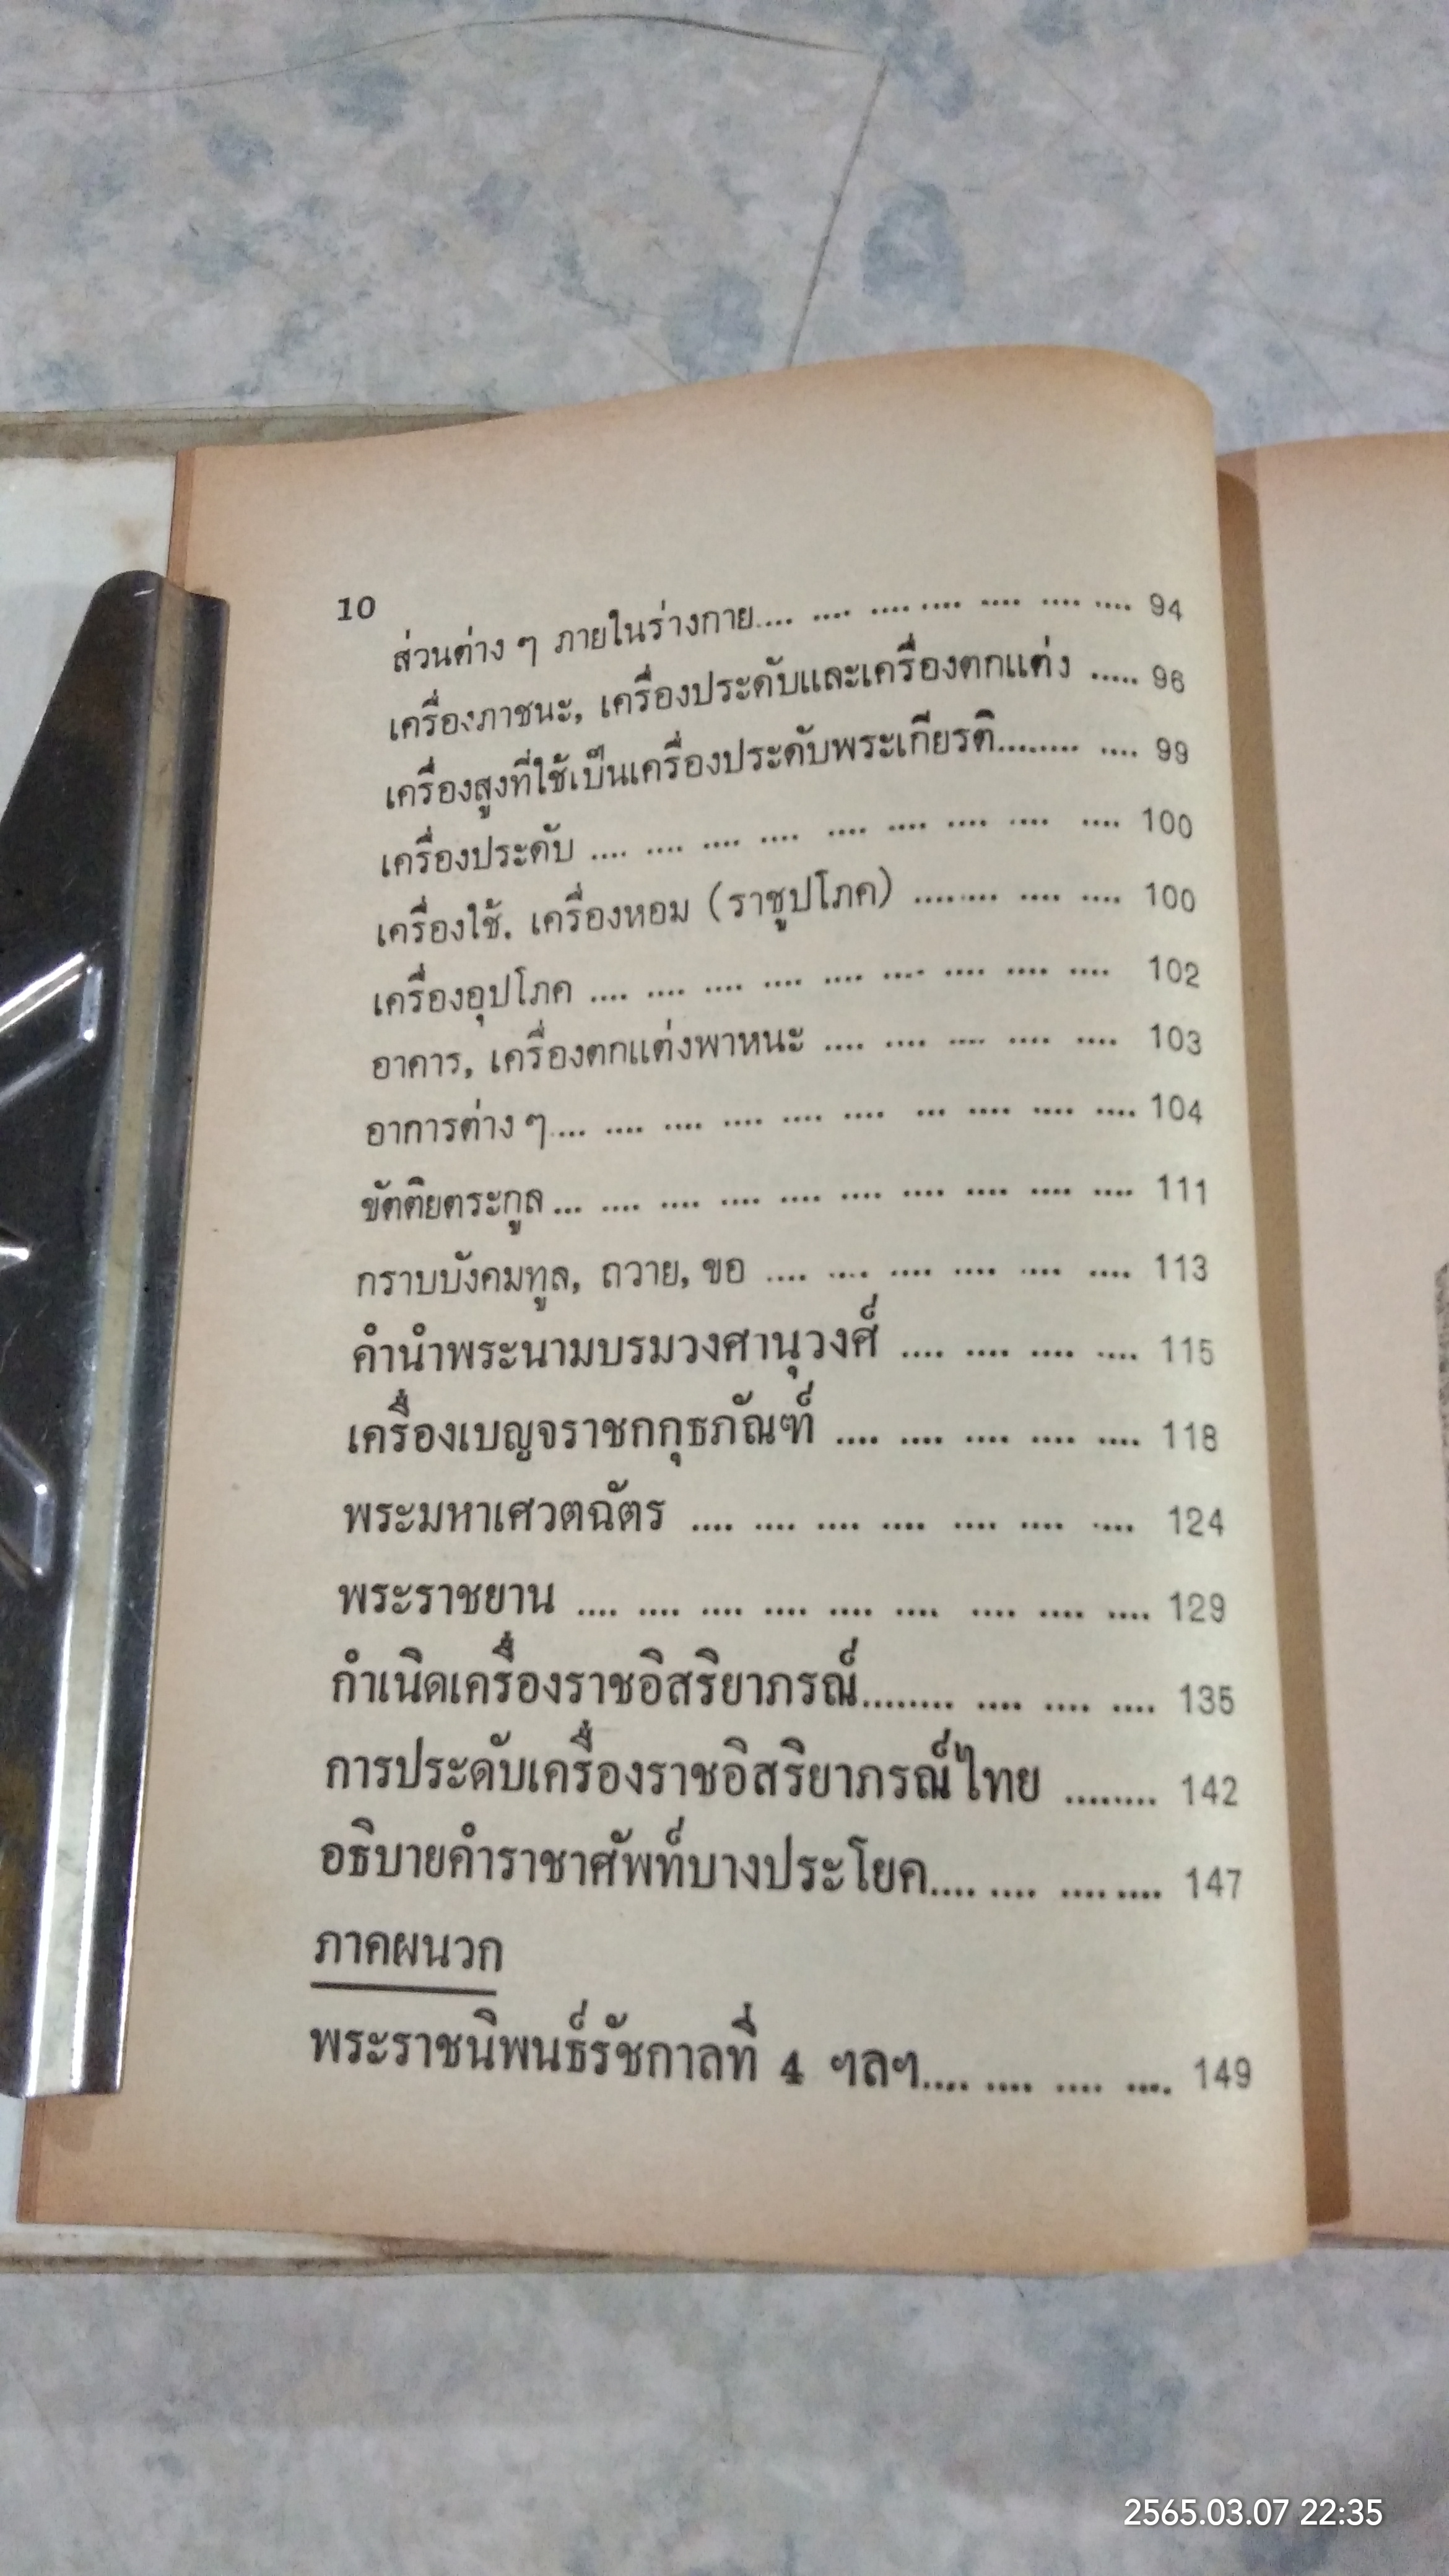 10
ส่วนต่าง ๆ ภายในร่างกาย.... .... .... .... .... .... .... 94
เครื่องภาชนะ, เครื่องประดับและเครื่องตกแต่ง ..... 96
เครื่องสูงที่ใช้เป็นเครื่องประดับพระเกียรติ........ .... 99
เครื่องประดับ .... .... .... .... .... .... .... .... .... 100
เครื่องใช้. เครื่องหอม (ราชูปโภค) ........ .... .... 100
เครื่องอุปโภค .... .... .... .... .... .... .... .... .... 102
อาคาร, เครื่องตกแต่งพาหนะ .... .... .... .... .... 103
อาการต่าง ๆ.... .... .... .... .... .... ... .... .... .... 104
ขัตติยตระกูล... .... .... .... .... .... .... .... .... .... 111
กราบบังคมทูล, ถวาย, ขอ .... .... .... .... .... .... 113
คำนำพระนามบรมวงศานุวงศ์ .... .... .... .... 115
เครื่องเบญจราชกกุธภัณฑ์ .... .... .... .... .... 118
พระมหาเศวตฉัตร .... .... .... .... .... .... .... 124
พระราชยาน .... .... .... .... .... .... .... .... .... 129
กำเนิดเครื่องราชอิสริยาภรณ์........ .... .... .... 135
การประดับเครื่องราชอิสริยาภรณ์ไทย ........ 142
อธิบายคำราชาศัพท์บางประโยค.... .... .... .... 147
ภาคผนวก
พระราชนิพนธ์รัชกาลที่ 4 ฯลฯ.... .... .... .... 149
2565.03.07 22:35